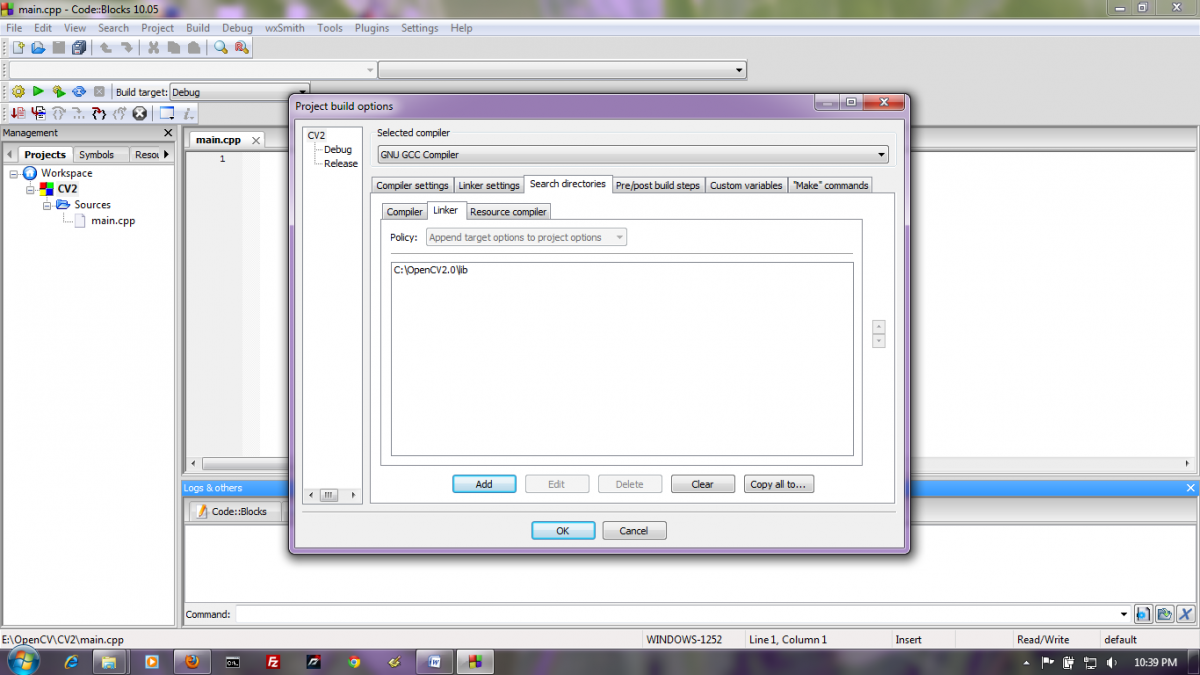 main.cpp - Code::Blocks 10.05
File Edit View Search Project Build Debug wxSmith Tools Plugins Settings Help
Build target: Debug
Management
Projects Symbols Resou
Workspace
CV2
Sources
main.cpp
main.cpp
1
Project build options
CV2
Debug
Release
Selected compiler
GNU GCC Compiler
Compiler settings Linker settings Search directories Pre/post build steps Custom variables "Make" commands
Compiler Linker Resource compiler
Policy: Append target options to project options
C:\OpenCV2.0\lib
Add Edit Delete Clear Copy all to...
OK Cancel
Logs & others
Code::Blocks
Command:
E:\OpenCV\CV2\main.cpp WINDOWS-1252 Line 1, Column 1 Insert Read/Write default
10:39 PM